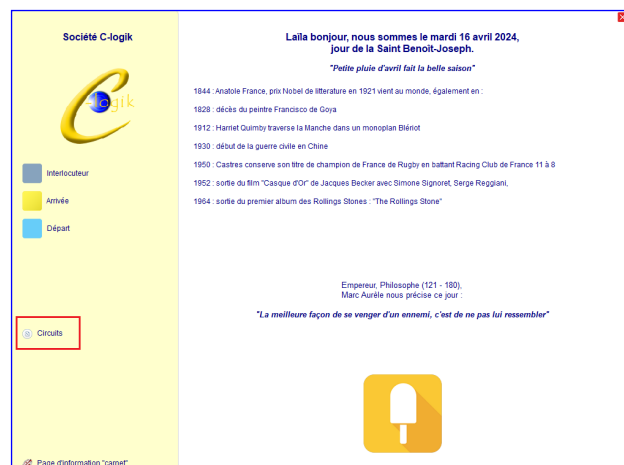 Société C-logik
C-logik
Interlocuteur
Arrivée
Départ
Circuits
Page d'information "carnet"
Laïla bonjour, nous sommes le mardi 16 avril 2024,
jour de la Saint Benoit-Joseph.
"Petite pluie d'avril fait la belle saison"
1844 : Anatole France, prix Nobel de litterature en 1921 vient au monde, également en :
1828 : décès du peintre Francisco de Goya
1912 : Harriet Quimby traverse la Manche dans un monoplan Blériot
1930 : début de la guerre civile en Chine
1950 : Castres conserve son titre de champion de France de Rugby en battant Racing Club de France 11 à 8
1952 : sortie du film "Casque d'Or" de Jacques Becker avec Simone Signoret, Serge Reggiani,
1964 : sortie du premier album des Rollings Stones : "The Rollings Stone"
Empereur, Philosophe (121 - 180),
Marc Aurèle nous précise ce jour :
"La meilleure façon de se venger d'un ennemi, c'est de ne pas lui ressembler"